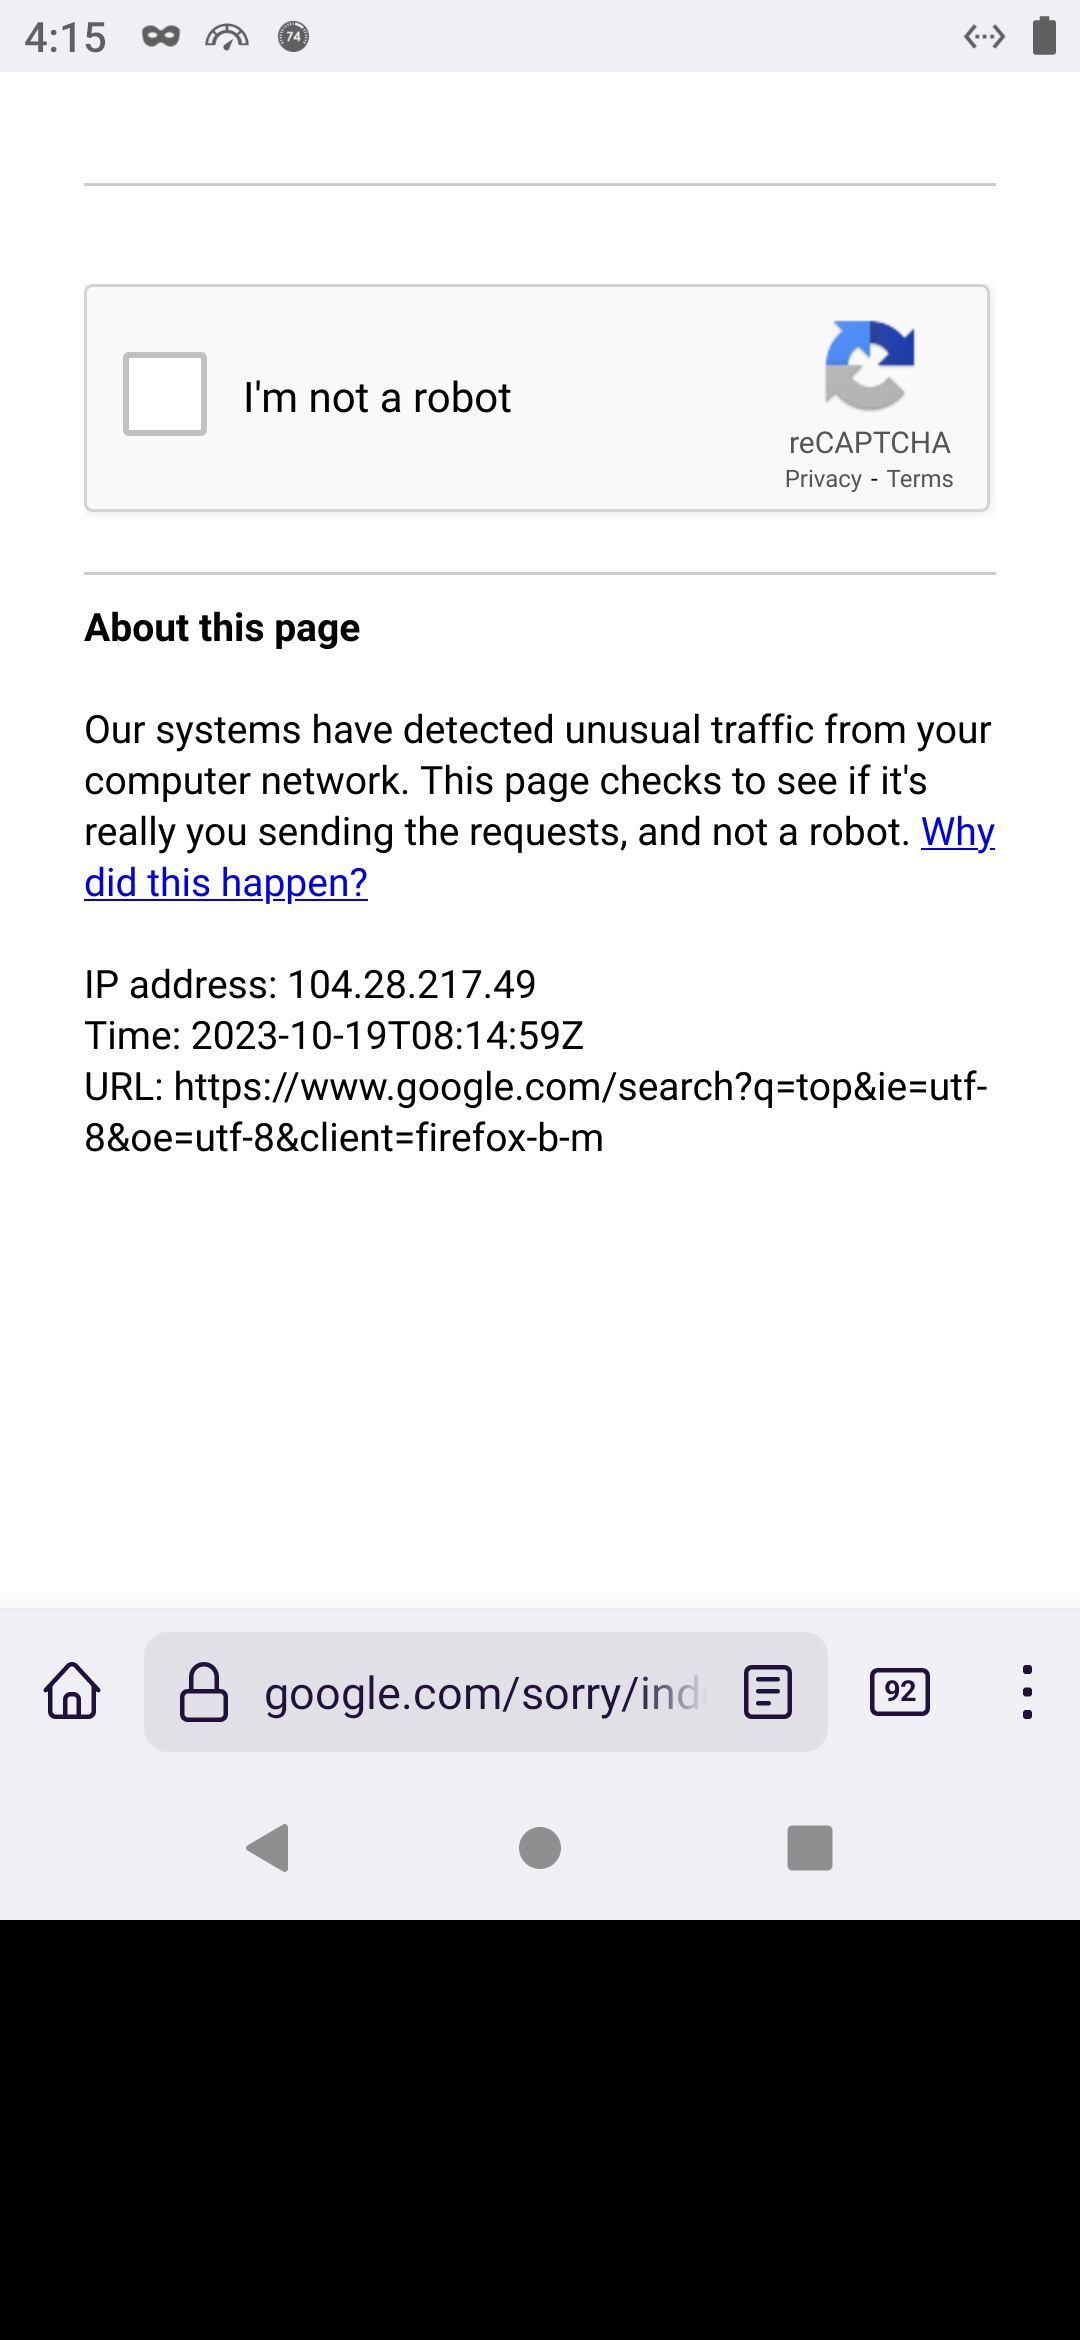 4:15
74
I'm not a robot
reCAPTCHA
Privacy - Terms
About this page
Our systems have detected unusual traffic from your
computer network. This page checks to see if it's
really you sending the requests, and not a robot. Why
did this happen?
IP address: 104.28.217.49
Time: 2023-10-19T08:14:59Z
URL: https://www.google.com/search?q=top&ie=utf-
8&oe=utf-8&client=firefox-b-m
google.com/sorry/ind
92